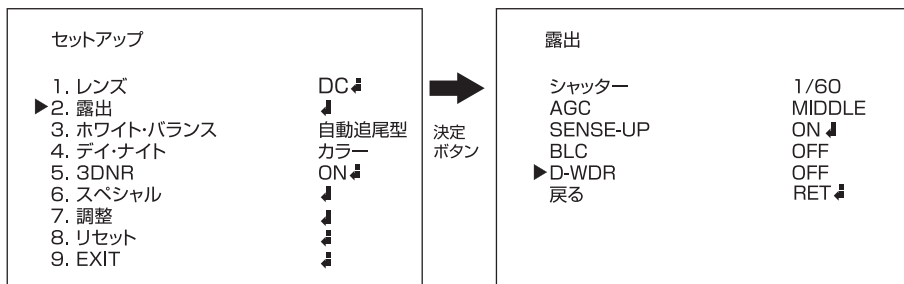 セットアップ
1. レンズ DC↲
▶2. 露出 ↲
3. ホワイト・バランス 自動追尾型
4. デイ・ナイト カラー
5. 3DNR ON↲
6. スペシャル ↲
7. 調整 ↲
8. リセット ↲
9. EXIT ↲
決定
ボタン
露出
シャッター 1/60
AGC MIDDLE
SENSE-UP ON↲
BLC OFF
▶D-WDR OFF
戻る RET↲